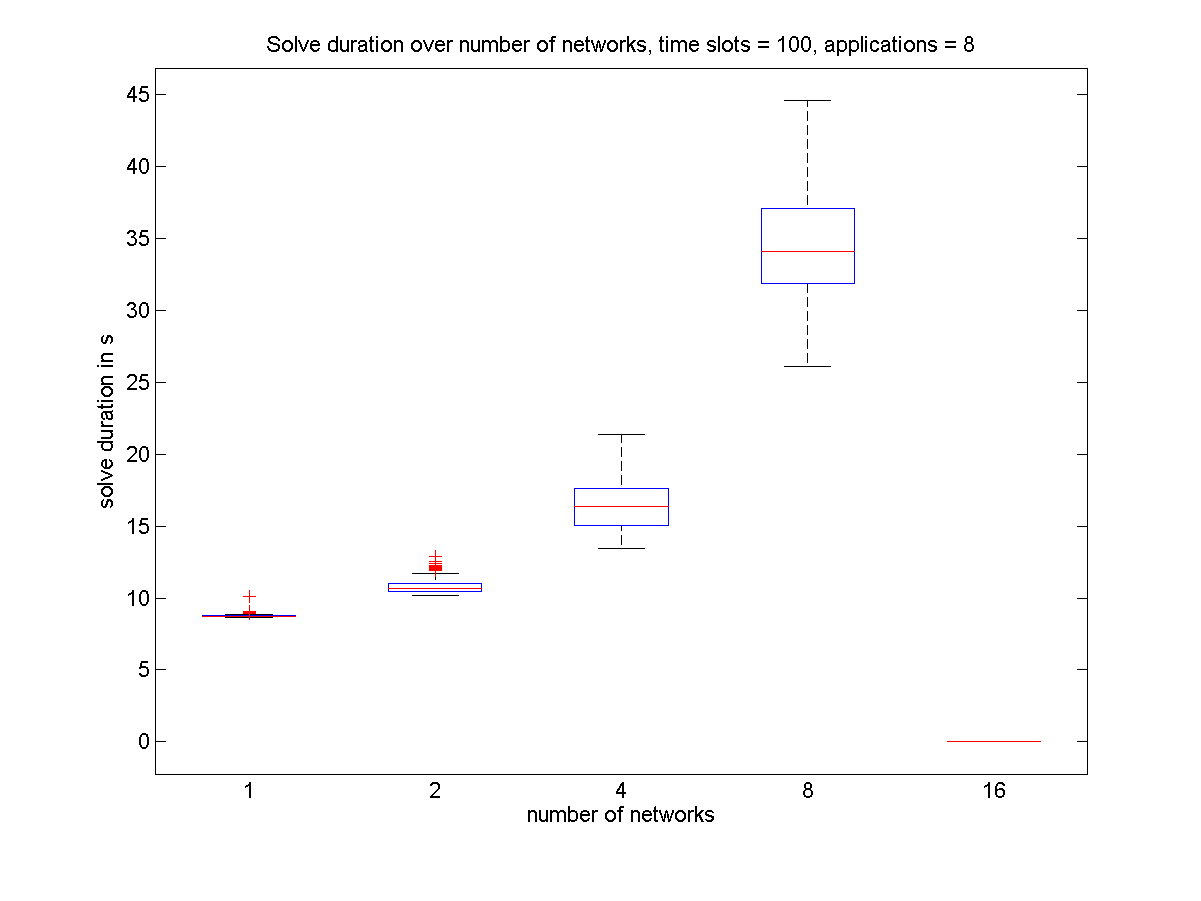 Solve duration over number of networks, time slots = 100, applications = 8
45
40
35
30
25
20
15
10
5
0
solve duration in s
1 2 4 8 16
number of networks